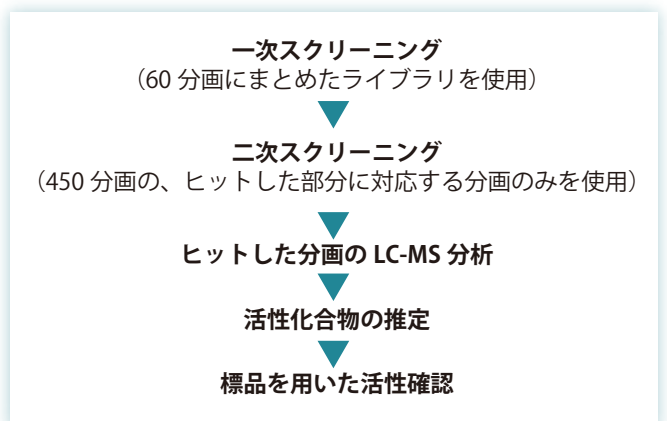 一次スクリーニング
（60 分画にまとめたライブラリを使用）
二次スクリーニング
（450 分画の、ヒットした部分に対応する分画のみを使用）
ヒットした分画の LC-MS 分析
活性化合物の推定
標品を用いた活性確認